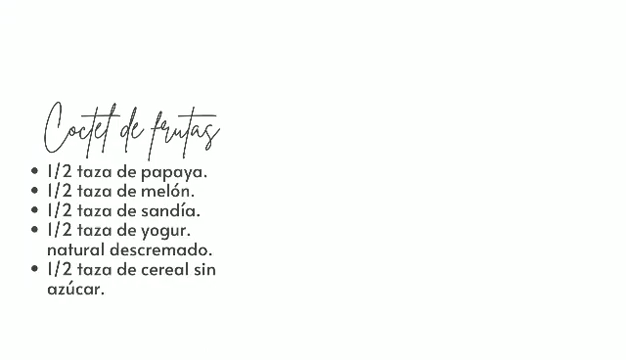 Coctel de frutas
• 1/2 taza de papaya.
• 1/2 taza de melón.
• 1/2 taza de sandía.
• 1/2 taza de yogur.
natural descremado.
• 1/2 taza de cereal sin
azúcar.